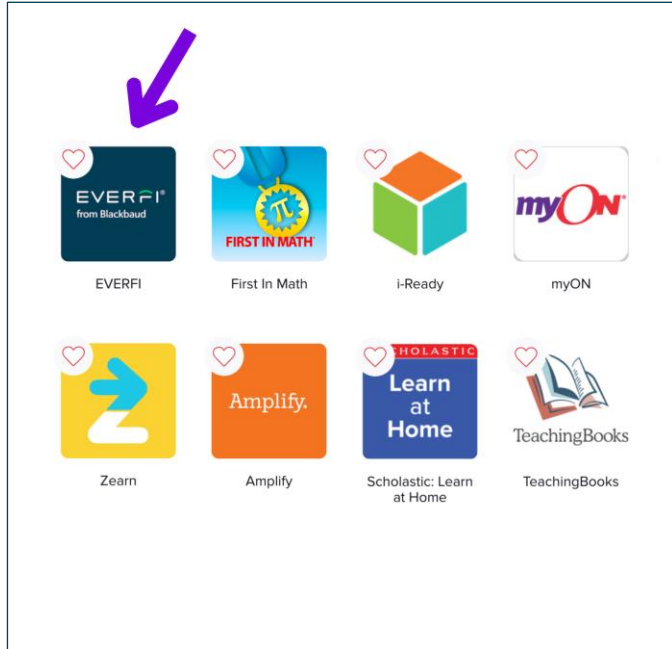 EVERFI®
from Blackbaud
π
FIRST IN MATH
myON
EVERFI
First In Math
i-Ready
myON
SCHOLASTIC
Learn
at
Home
Amplify.
TeachingBooks
Zearn
Amplify
Scholastic: Learn
at Home
TeachingBooks